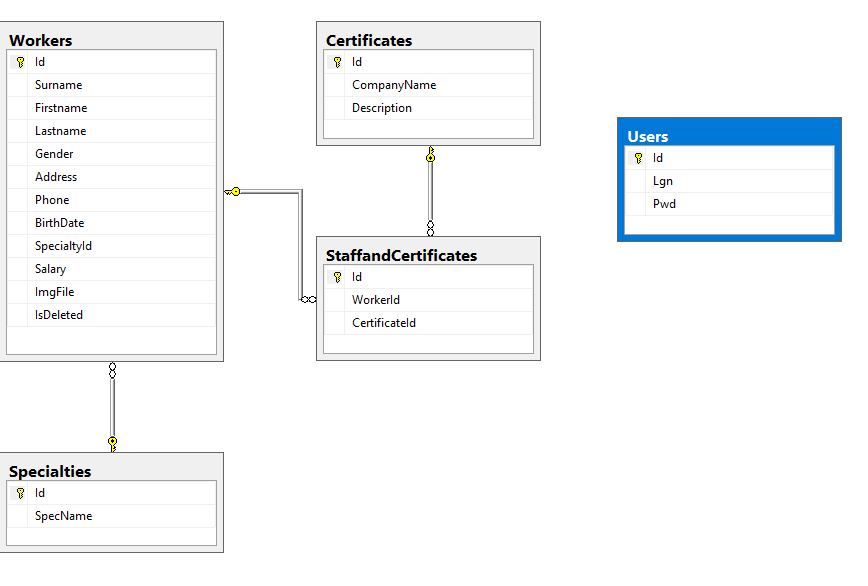 Workers
Id
Surname
Firstname
Lastname
Gender
Address
Phone
BirthDate
SpecialtyId
Salary
ImgFile
IsDeleted
Certificates
Id
CompanyName
Description
Users
Id
Lgn
Pwd
StaffandCertificates
Id
WorkerId
CertificateId
Specialties
Id
SpecName